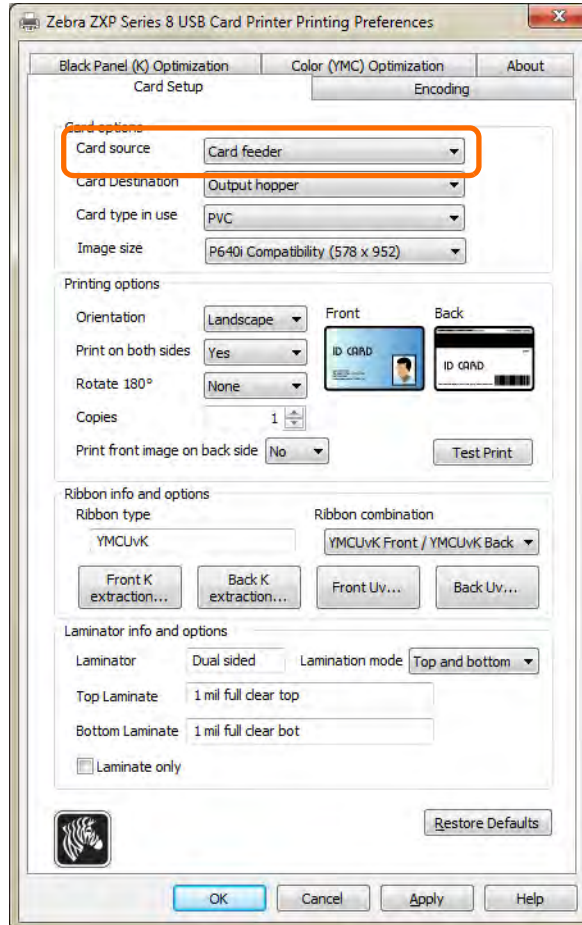 Zebra ZXP Series 8 USB Card Printer Printing Preferences
Black Panel (K) Optimization Color (YMC) Optimization About
Card Setup Encoding
Card options
Card source Card feeder
Card Destination Output hopper
Card type in use PVC
Image size P640i Compatibility (578 x 952)
Printing options
Orientation Landscape Front Back
Print on both sides Yes ID CARD ID CARD
Rotate 180° None
Copies 1
Print front image on back side No Test Print
Ribbon info and options
Ribbon type Ribbon combination
YMCUvK YMCUvK Front / YMCUvK Back
Front K extraction... Back K extraction... Front Uv... Back Uv...
Laminator info and options
Laminator Dual sided Lamination mode Top and bottom
Top Laminate 1 mil full clear top
Bottom Laminate 1 mil full clear bot
Laminate only
Restore Defaults
OK Cancel Apply Help